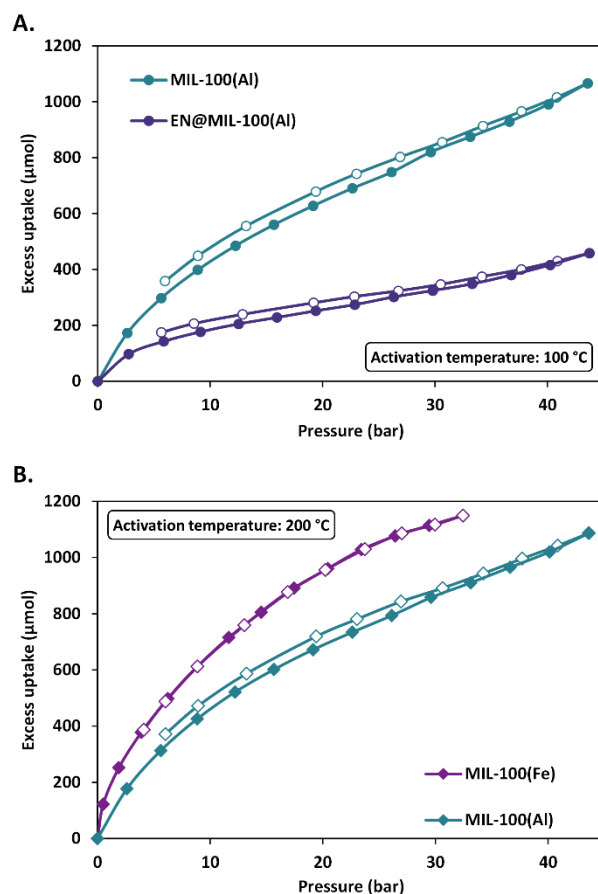 A.
1200
1000
800
600
400
200
0
Excess uptake (µmol)
MIL-100(Al)
EN@MIL-100(Al)
Activation temperature: 100 °C
0 10 20 30 40
Pressure (bar)
B.
1200
1000
800
600
400
200
0
Excess uptake (µmol)
Activation temperature: 200 °C
MIL-100(Fe)
MIL-100(Al)
0 10 20 30 40
Pressure (bar)